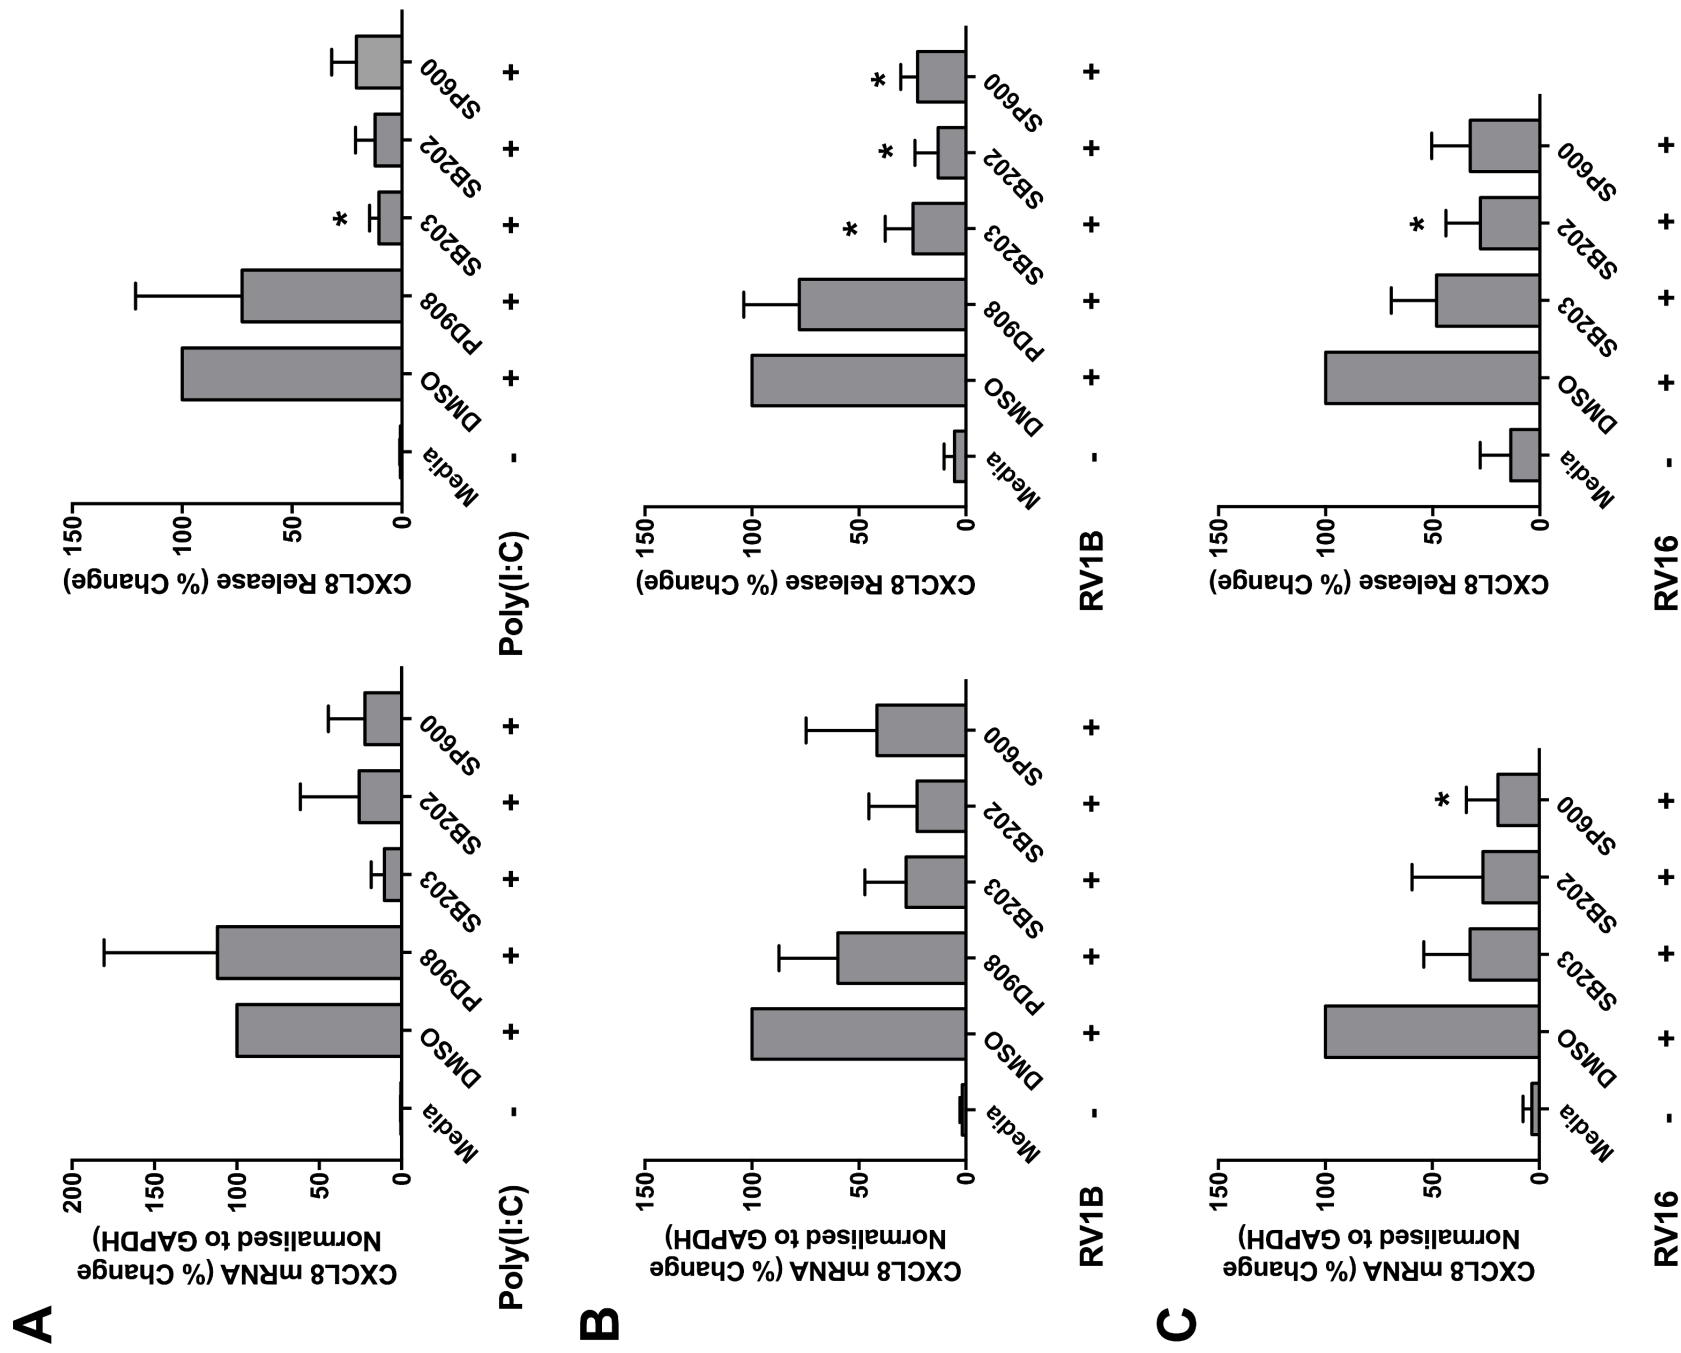 A
CXCL8 mRNA (% Change
Normalised to GAPDH)
200
150
100
50
0
Media
DMSO
PD908
SB203
SB202
SP600
Poly(I:C)
- + + + + +
CXCL8 Release (% Change)
150
100
50
0
Media
DMSO
PD908
SB203
SB202
SP600
*
Poly(I:C)
- + + + + +
B
CXCL8 mRNA (% Change
Normalised to GAPDH)
150
100
50
0
Media
DMSO
PD908
SB203
SB202
SP600
RV1B
- + + + + +
CXCL8 Release (% Change)
150
100
50
0
Media
DMSO
PD908
SB203
SB202
SP600
* * *
RV1B
- + + + + +
C
CXCL8 mRNA (% Change
Normalised to GAPDH)
150
100
50
0
Media
DMSO
SB203
SB202
SP600
*
RV16
- + + + +
CXCL8 Release (% Change)
150
100
50
0
Media
DMSO
SB203
SB202
SP600
*
RV16
- + + + +